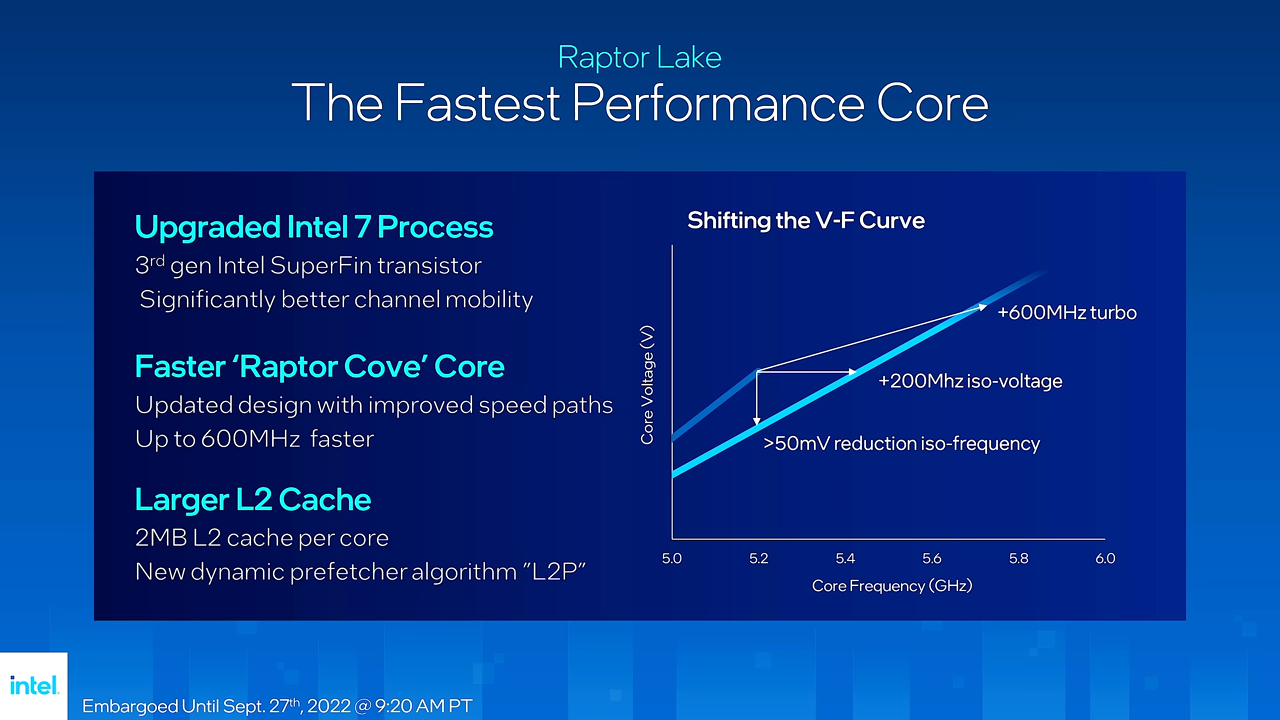 Raptor Lake
The Fastest Performance Core
Upgraded Intel 7 Process
3rd gen Intel SuperFin transistor
Significantly better channel mobility
Faster ‘Raptor Cove’ Core
Updated design with improved speed paths
Up to 600MHz faster
Larger L2 Cache
2MB L2 cache per core
New dynamic prefetcher algorithm ”L2P”
Shifting the V-F Curve
Core Voltage (V)
+600MHz turbo
+200Mhz iso-voltage
>50mV reduction iso-frequency
5.0 5.2 5.4 5.6 5.8 6.0
Core Frequency (GHz)
intel.
Embargoed Until Sept. 27th, 2022 @ 9:20 AM PT